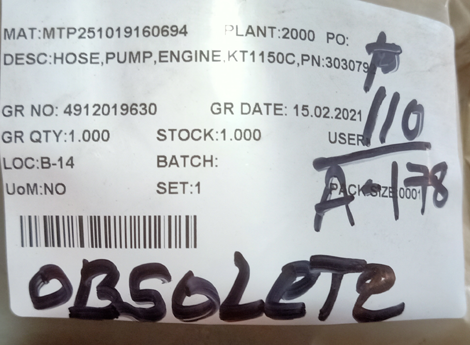 MAT:MTP251019160694 PLANT:2000 PO:
DESC:HOSE,PUMP,ENGINE,KT1150C,PN:303079
P
GR NO: 4912019630 GR DATE: 15.02.2021
110
GR QTY:1.000 STOCK:1.000 USER:
LOC:B-14 BATCH:
A-178
UoM:NO SET:1 PACK SIZE:0001
OBSOLETE